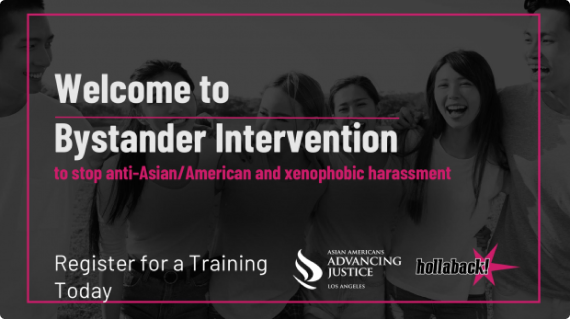 Welcome to
Bystander Intervention
to stop anti-Asian/American and xenophobic harassment
Register for a Training
Today
ASIAN AMERICANS
ADVANCING
JUSTICE
LOS ANGELES
hollaback!